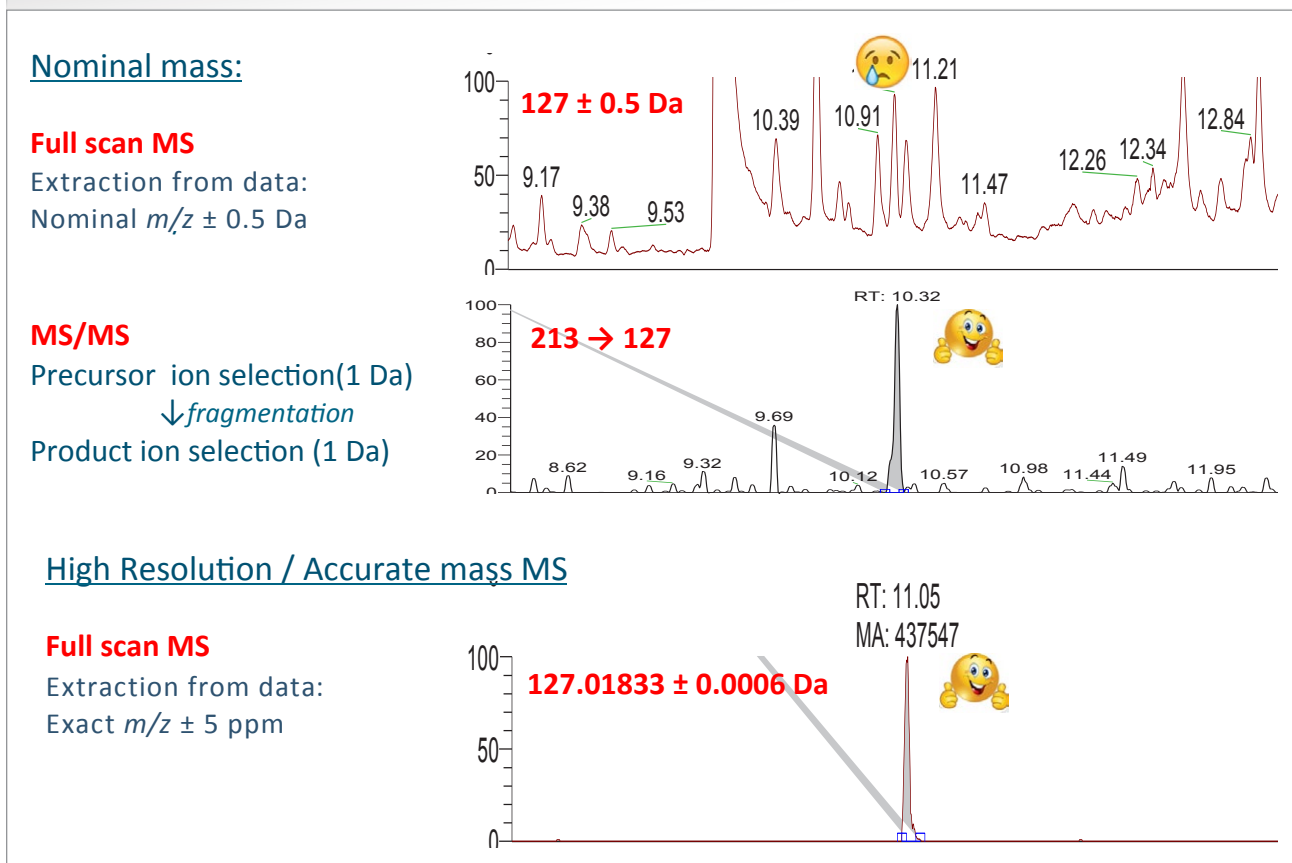 Nominal mass:
Full scan MS
Extraction from data:
Nominal m/z ± 0.5 Da
127 ± 0.5 Da
100
50
0
9.17
9.38
9.53
10.39
10.91
11.21
11.47
12.26
12.34
12.84
MS/MS
Precursor ion selection(1 Da)
↓fragmentation
Product ion selection (1 Da)
213 → 127
RT: 10.32
100
80
60
40
20
0
8.62
9.16
9.32
9.69
10.12
10.57
10.98
11.44
11.49
11.95
High Resolution / Accurate mass MS
Full scan MS
Extraction from data:
Exact m/z ± 5 ppm
RT: 11.05
MA: 437547
127.01833 ± 0.0006 Da
100
50
0